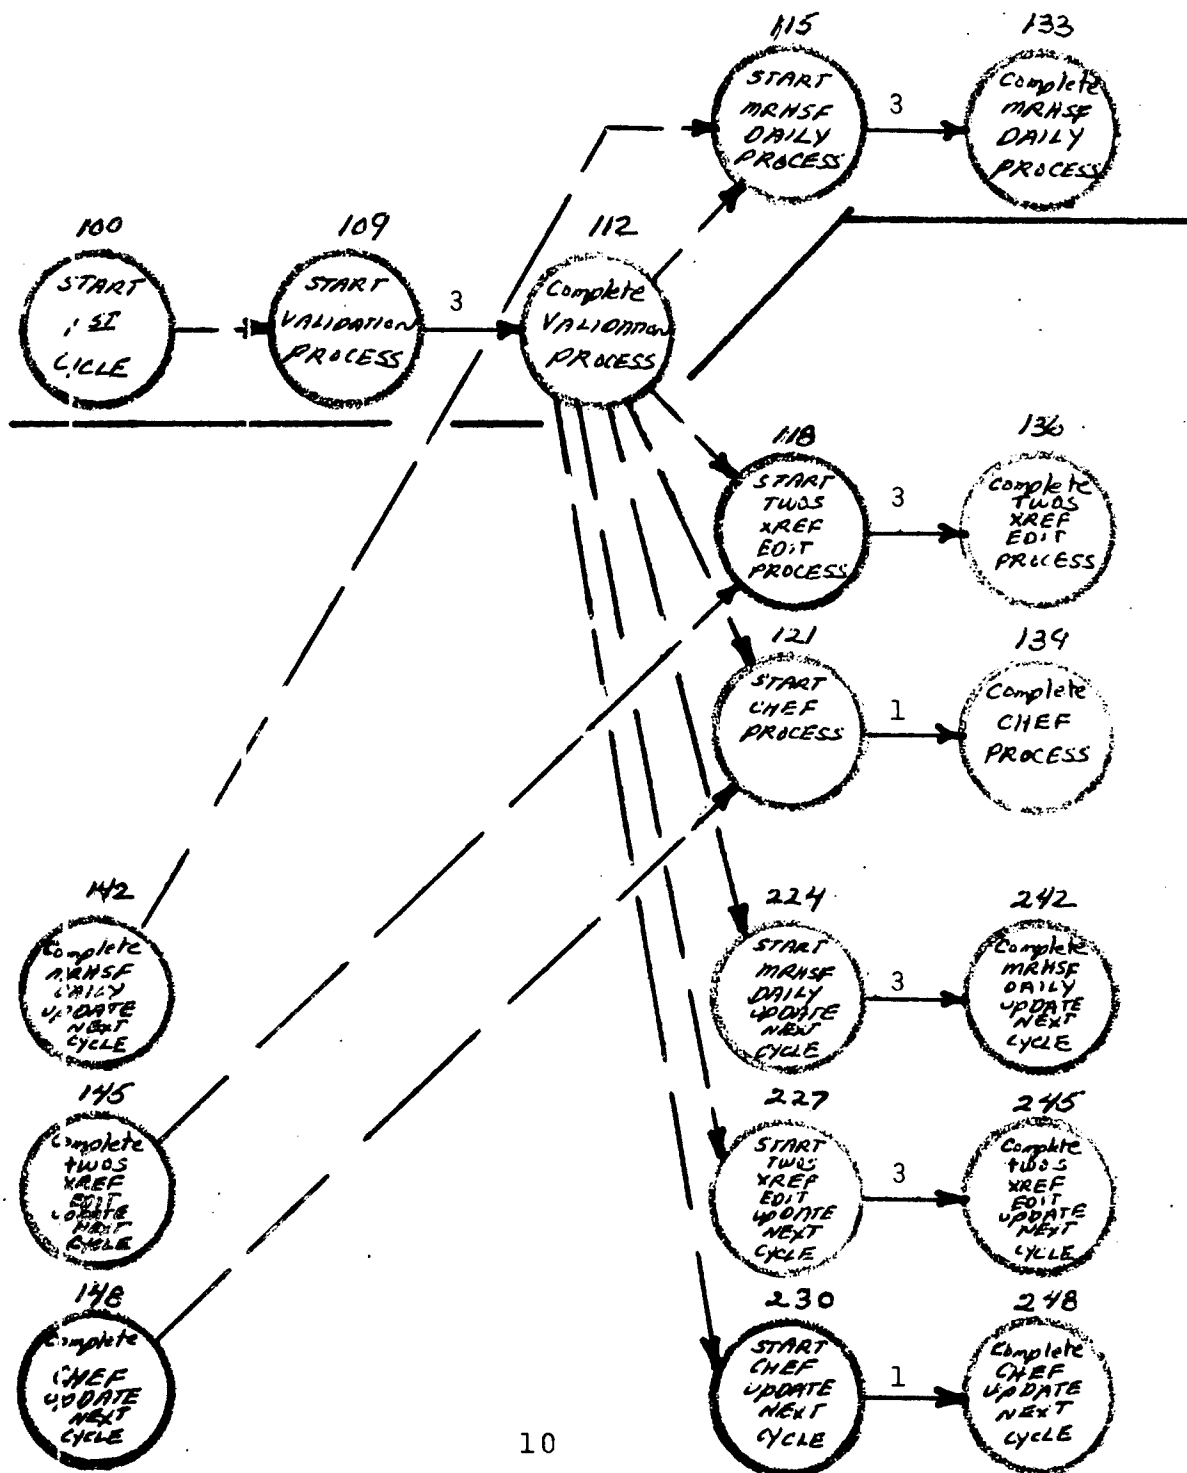 115
START
MRHSF
DAILY
PROCESS
3
133
Complete
MRHSF
DAILY
PROCESS
100
START
1 ST
CYCLE
109
START
VALIDATION
PROCESS
3
112
Complete
VALIDATION
PROCESS
118
START
TWOS
XREF
EDIT
PROCESS
3
136
Complete
TWOS
XREF
EDIT
PROCESS
121
START
CHEF
PROCESS
1
139
Complete
CHEF
PROCESS
142
Complete
MRHSF
DAILY
UPDATE
NEXT
CYCLE
224
START
MRHSF
DAILY
UPDATE
NEXT
CYCLE
3
242
Complete
MRHSF
DAILY
UPDATE
NEXT
CYCLE
145
Complete
TWOS
XREF
EDIT
UPDATE
NEXT
CYCLE
227
START
TWOS
XREF
EDIT
UPDATE
NEXT
CYCLE
3
245
Complete
TWOS
XREF
EDIT
UPDATE
NEXT
CYCLE
148
Complete
CHEF
UPDATE
NEXT
CYCLE
230
START
CHEF
UPDATE
NEXT
CYCLE
1
248
Complete
CHEF
UPDATE
NEXT
CYCLE
10